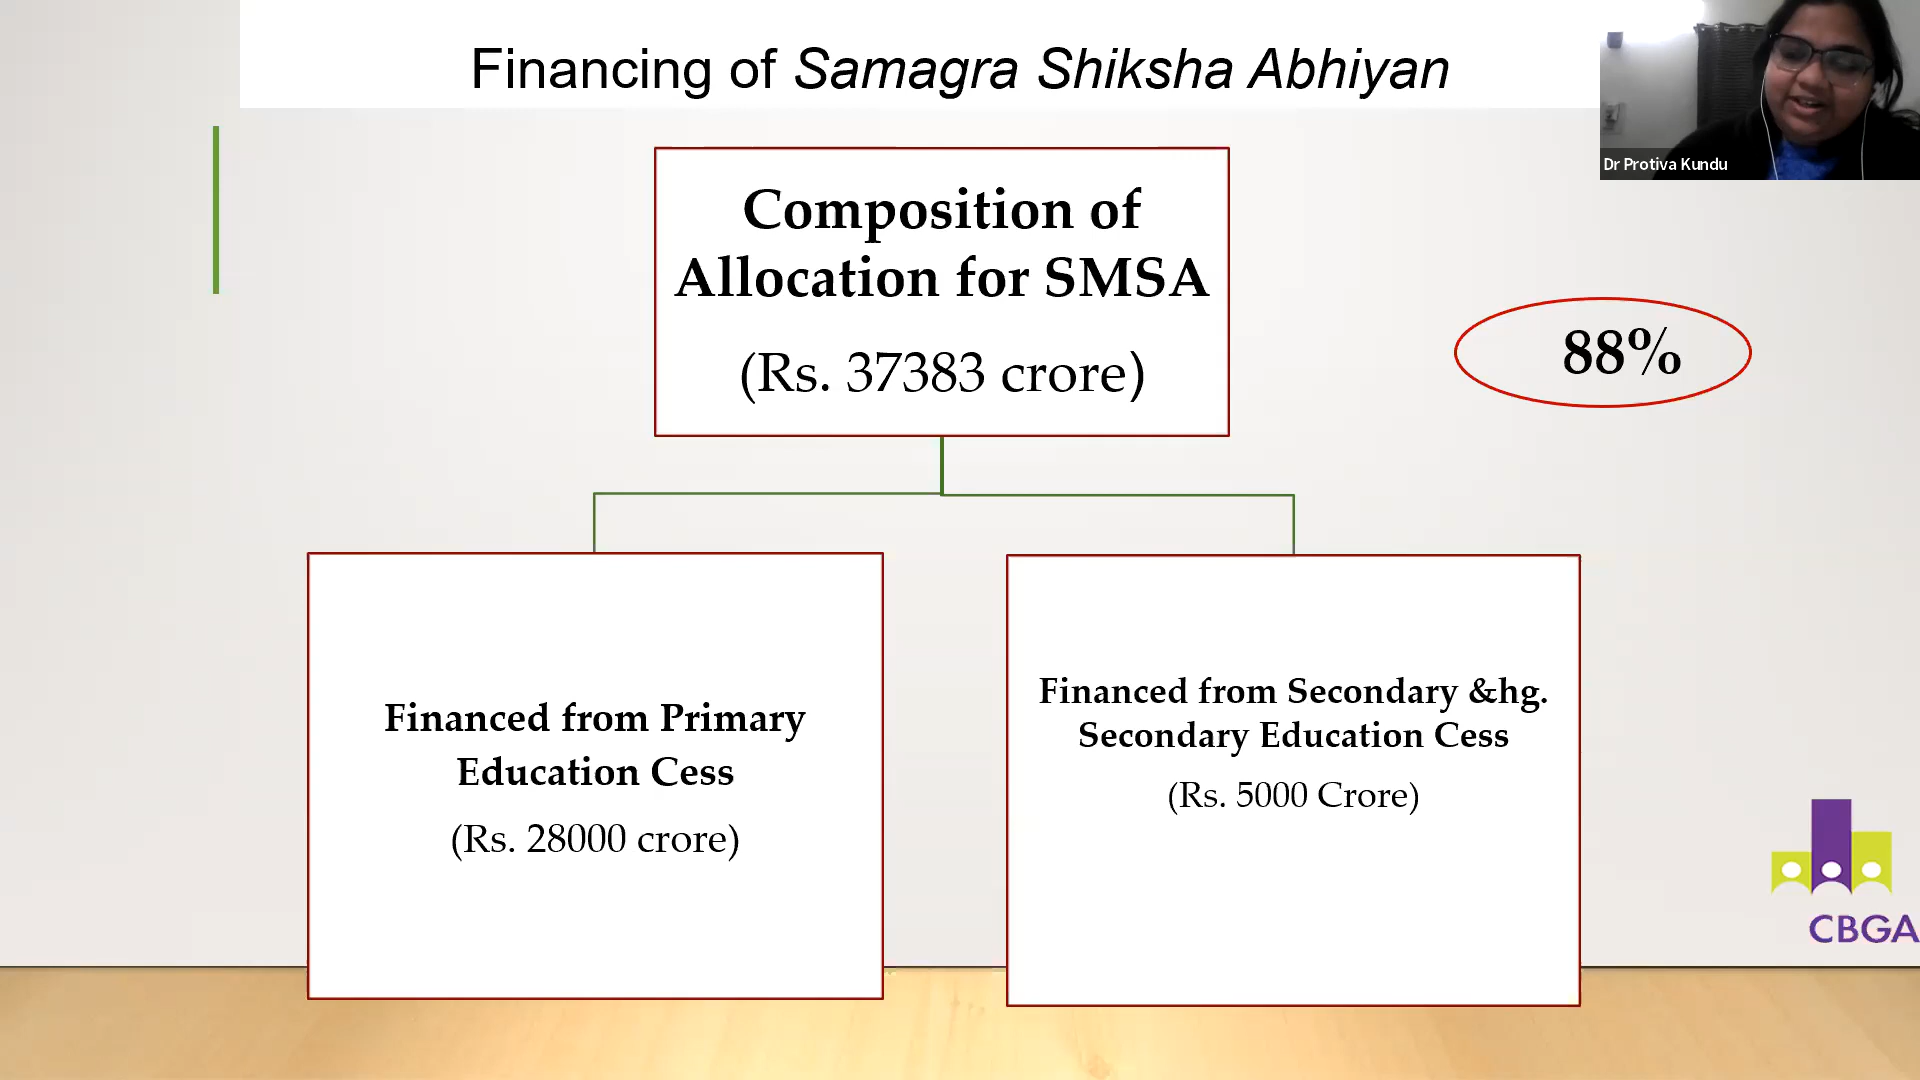 Financing of Samagra Shiksha Abhiyan
Dr Protiva Kundu
Composition of
Allocation for SMSA
(Rs. 37383 crore)
88%
Financed from Primary
Education Cess
(Rs. 28000 crore)
Financed from Secondary &hg.
Secondary Education Cess
(Rs. 5000 Crore)
CBGA